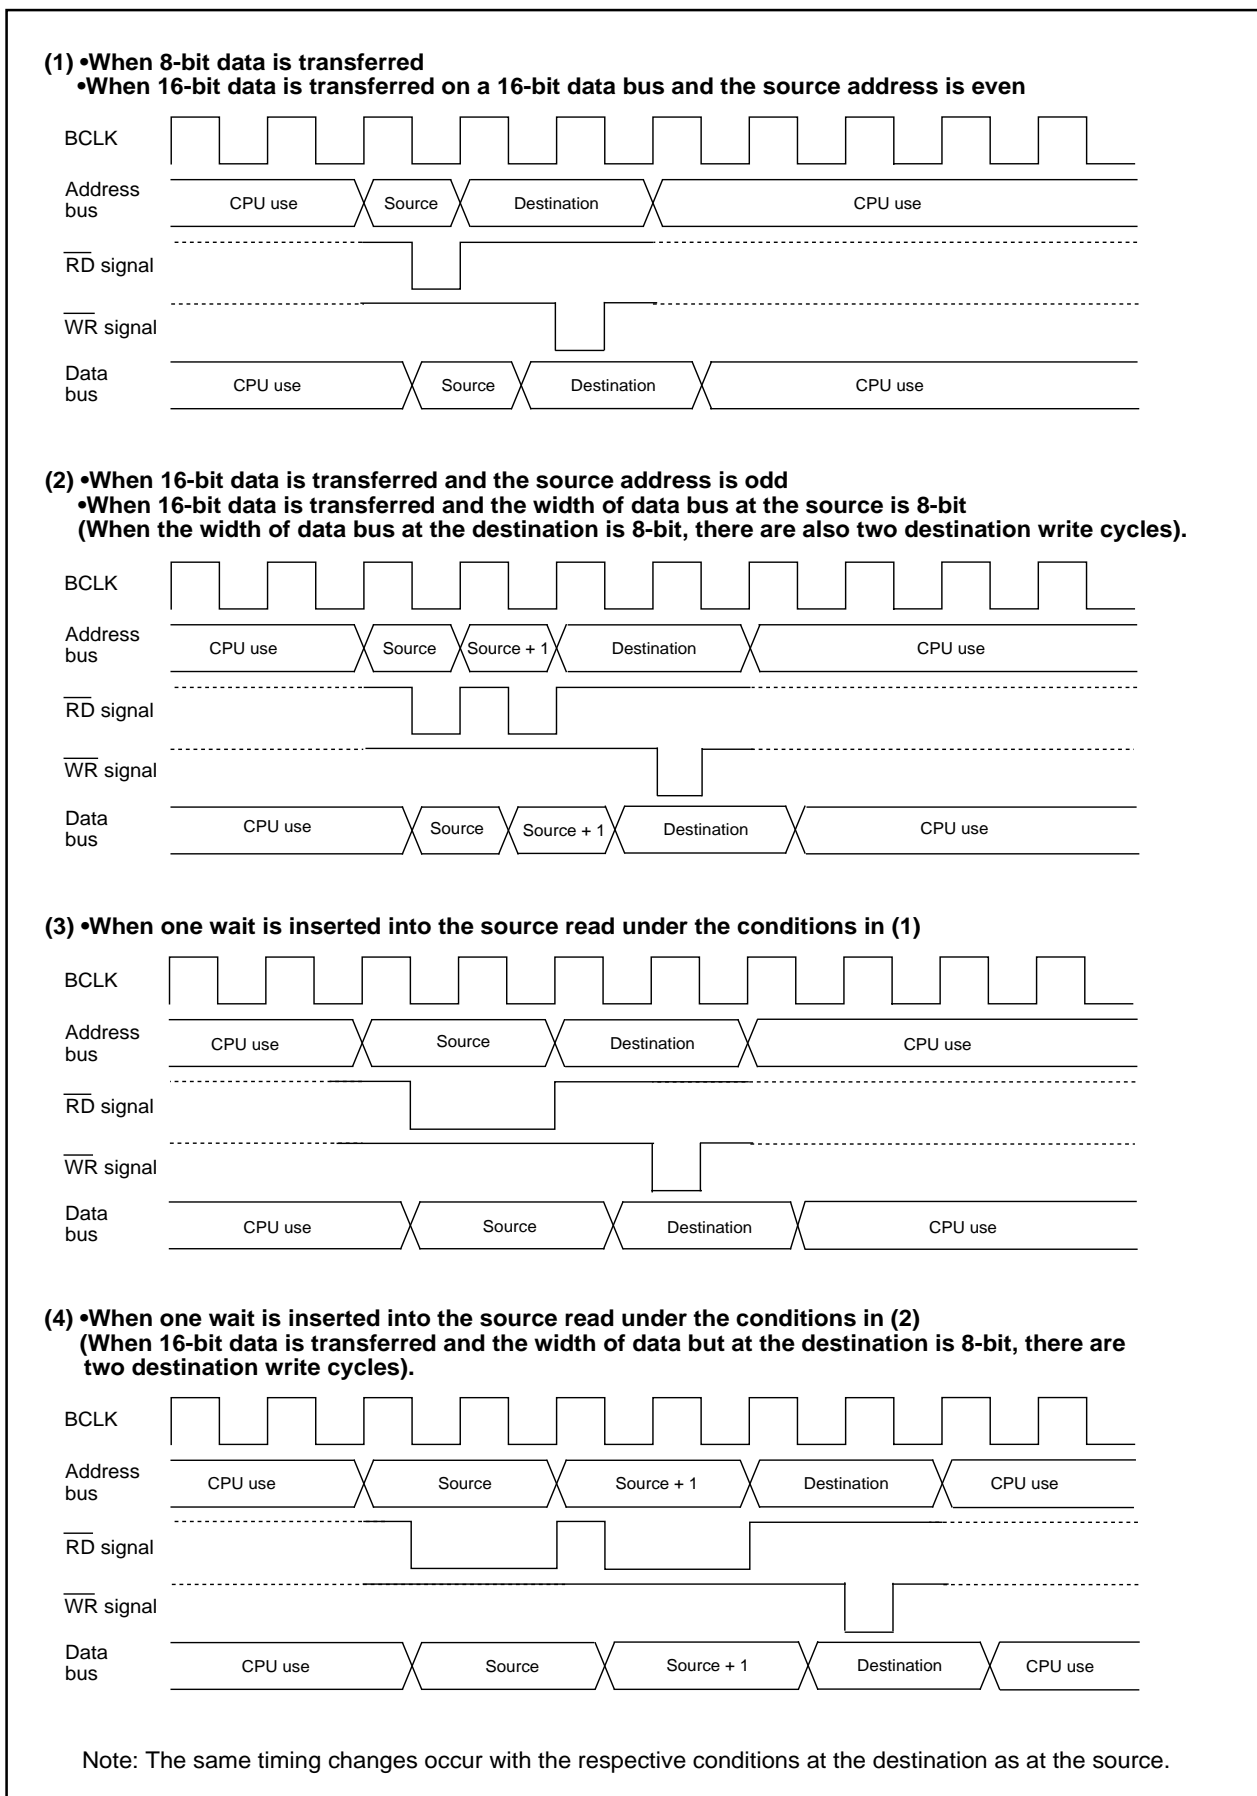 (1) •When 8-bit data is transferred
•When 16-bit data is transferred on a 16-bit data bus and the source address is even
BCLK
Address
bus
CPU use Source Destination CPU use
RD signal
WR signal
Data
bus
CPU use Source Destination CPU use
(2) •When 16-bit data is transferred and the source address is odd
•When 16-bit data is transferred and the width of data bus at the source is 8-bit
(When the width of data bus at the destination is 8-bit, there are also two destination write cycles).
BCLK
Address
bus
CPU use Source Source + 1 Destination CPU use
RD signal
WR signal
Data
bus
CPU use Source Source + 1 Destination CPU use
(3) •When one wait is inserted into the source read under the conditions in (1)
BCLK
Address
bus
CPU use Source Destination CPU use
RD signal
WR signal
Data
bus
CPU use Source Destination CPU use
(4) •When one wait is inserted into the source read under the conditions in (2)
(When 16-bit data is transferred and the width of data but at the destination is 8-bit, there are
two destination write cycles).
BCLK
Address
bus
CPU use Source Source + 1 Destination CPU use
RD signal
WR signal
Data
bus
CPU use Source Source + 1 Destination CPU use
Note: The same timing changes occur with the respective conditions at the destination as at the source.